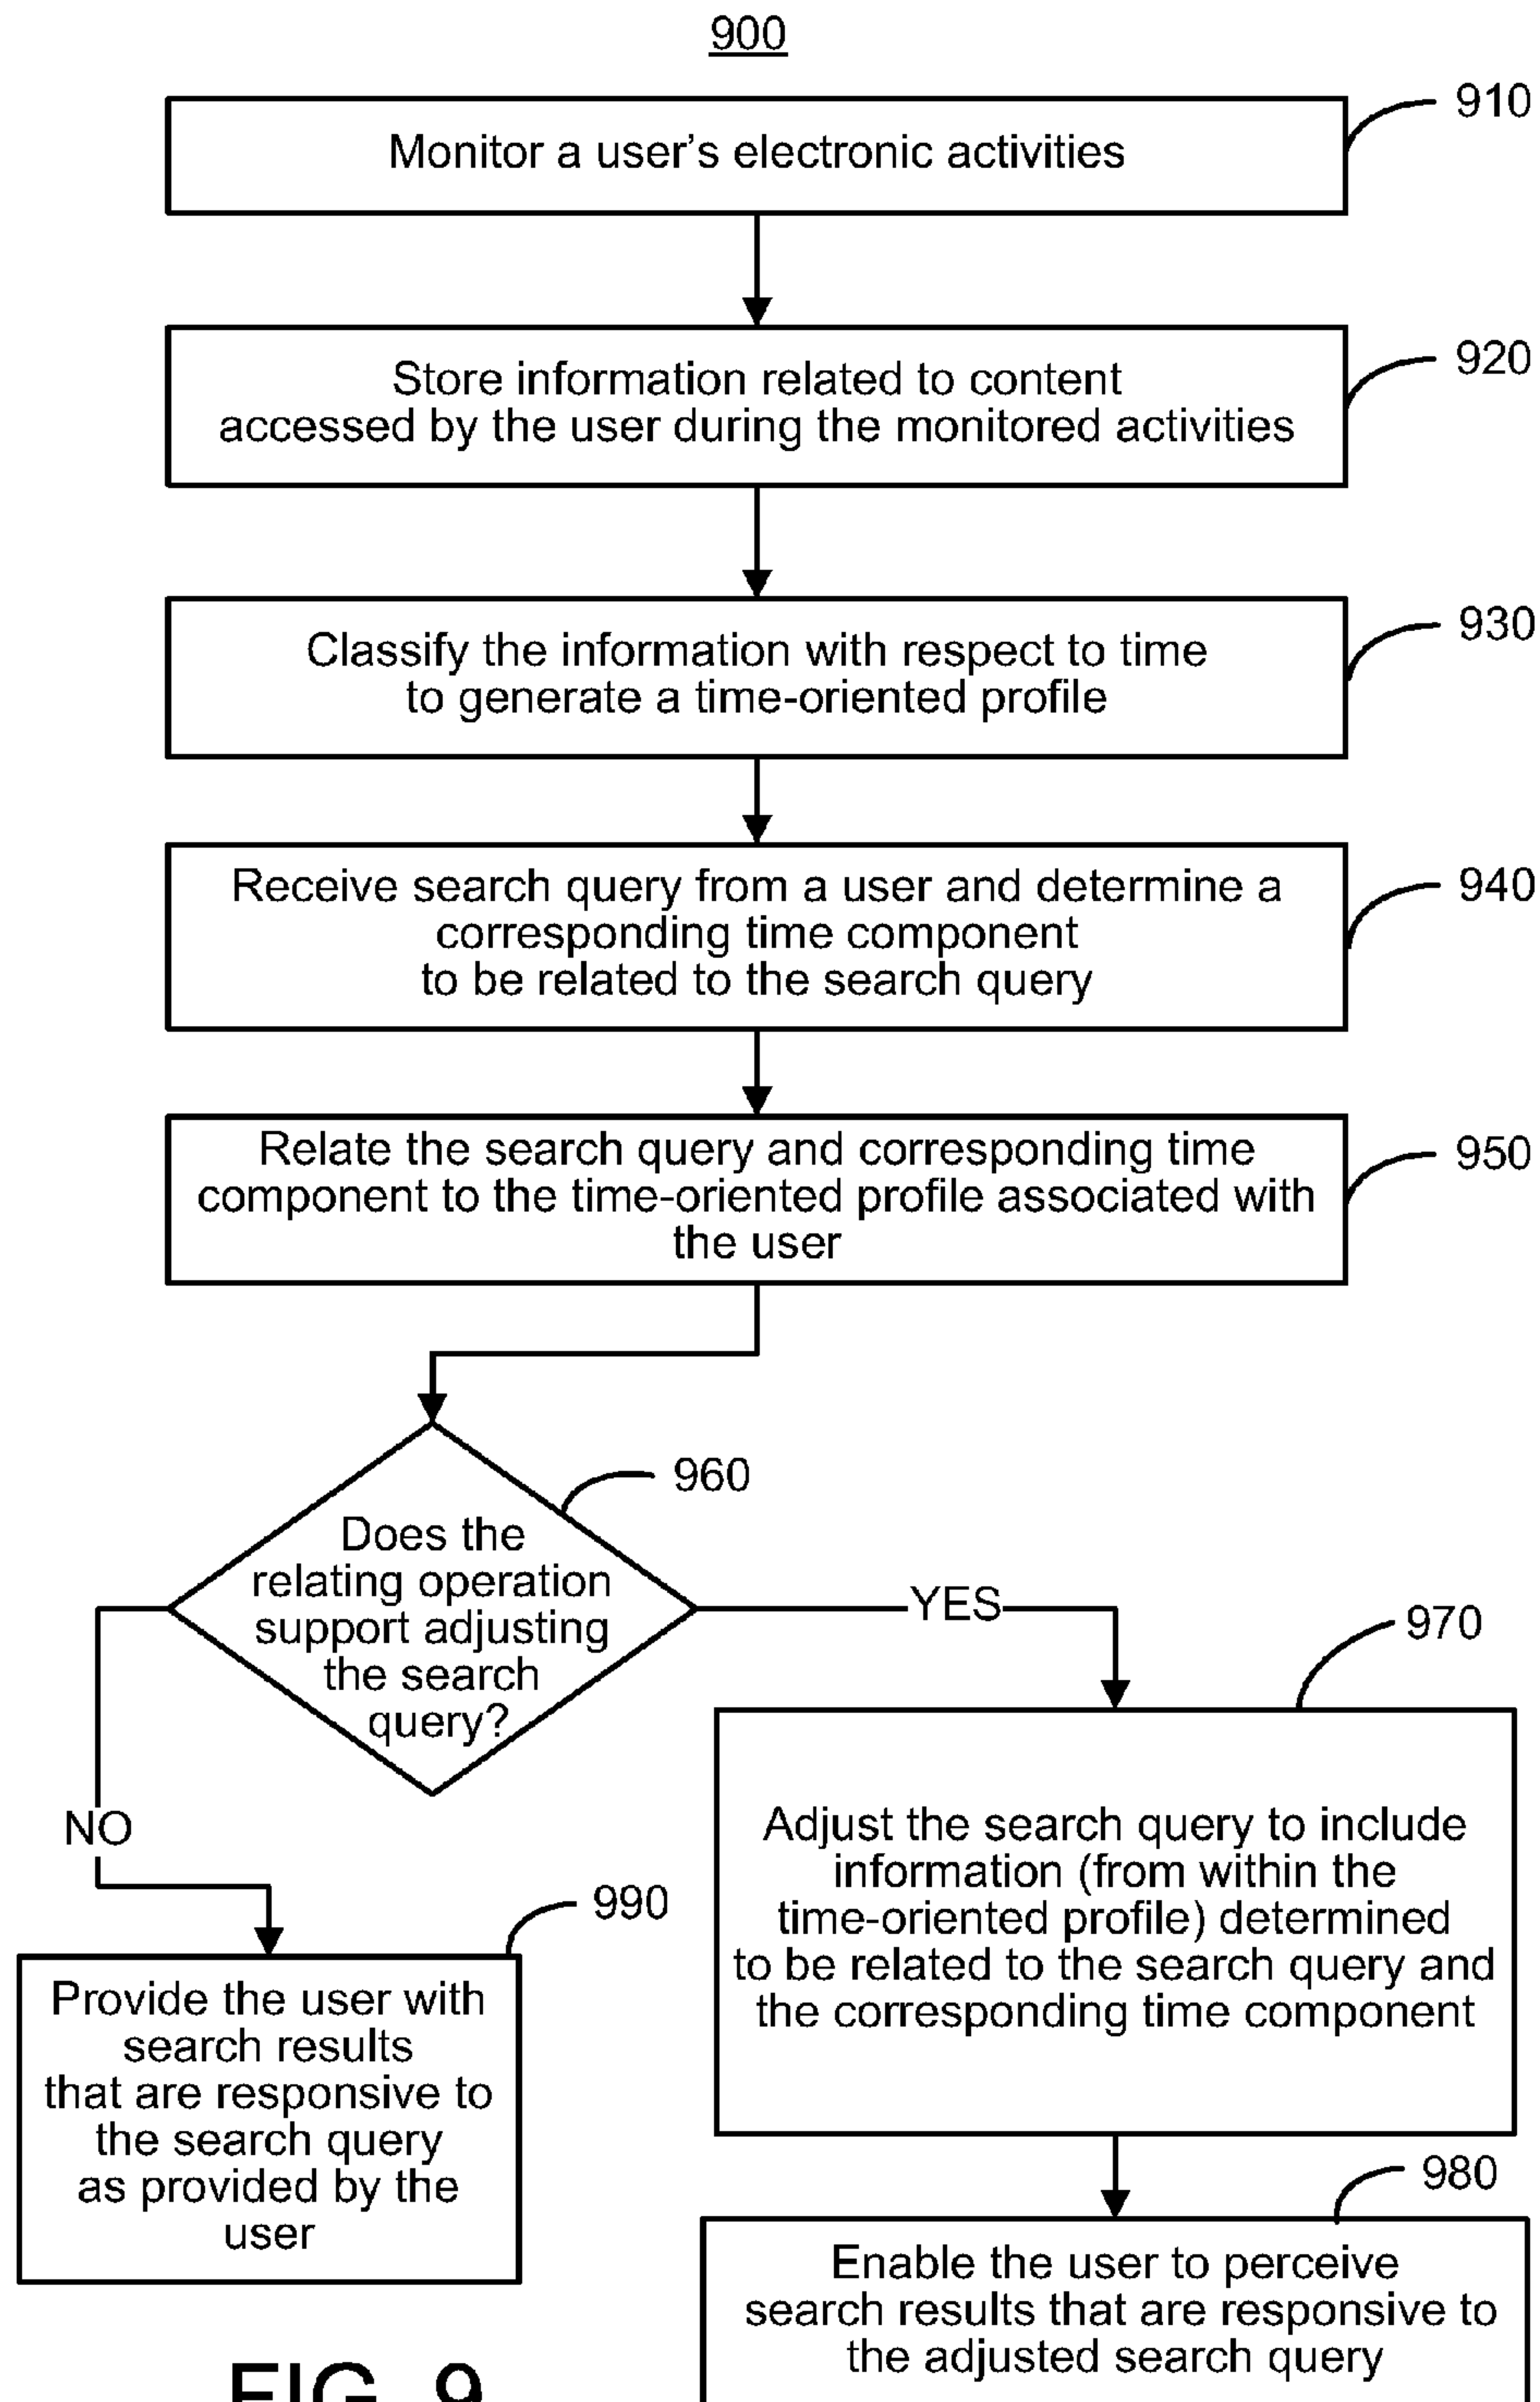 900
910
Monitor a user's electronic activities
920
Store information related to content
accessed by the user during the monitored activities
930
Classify the information with respect to time
to generate a time-oriented profile
940
Receive search query from a user and determine a
corresponding time component
to be related to the search query
950
Relate the search query and corresponding time
component to the time-oriented profile associated with
the user
960
Does the
relating operation
support adjusting
the search
query?
YES
NO
970
Adjust the search query to include
information (from within the
time-oriented profile) determined
to be related to the search query and
the corresponding time component
990
Provide the user with
search results
that are responsive to
the search query
as provided by the
user
980
Enable the user to perceive
search results that are responsive to
the adjusted search query
FIG. 9